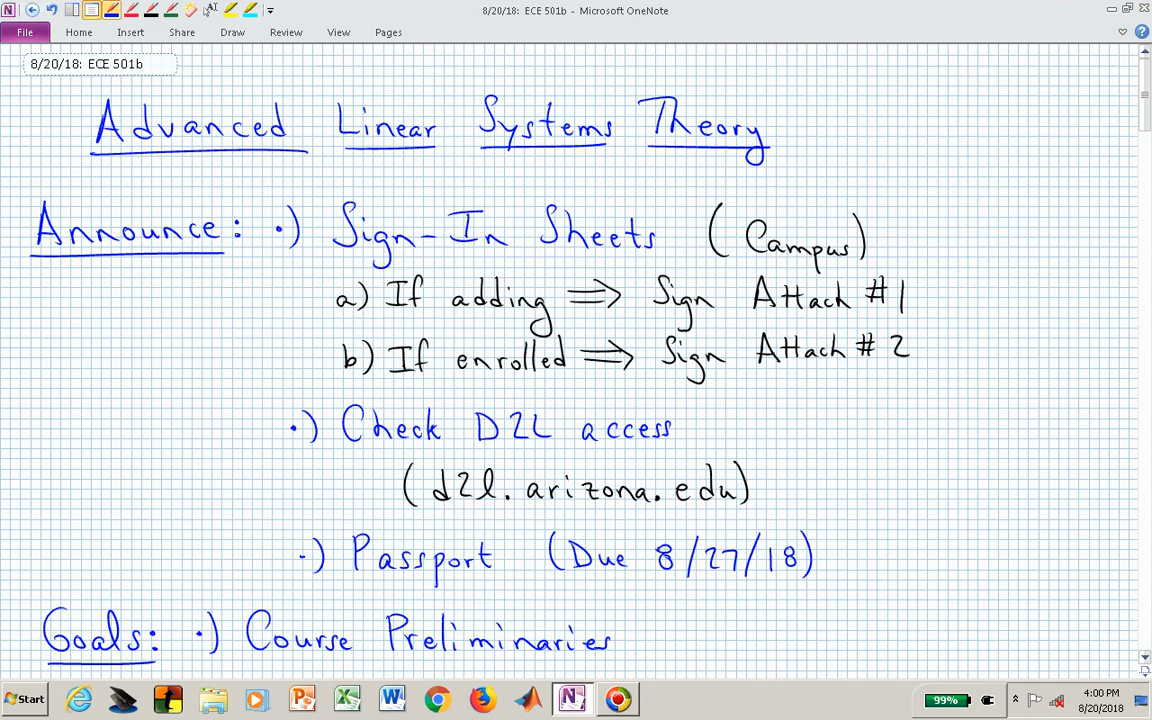 8/20/18: ECE 501b - Microsoft OneNote
File Home Insert Share Draw Review View Pages
8/20/18: ECE 501b
Advanced Linear Systems Theory
Announce: •) Sign-In Sheets (Campus)
a) If adding ⇒ Sign Attach #1
b) If enrolled ⇒ Sign Attach # 2
•) Check D2L access
(d2l.arizona.edu)
•) Passport (Due 8/27/18)
Goals: •) Course Preliminaries
Start 99% 4:00 PM
8/20/2018